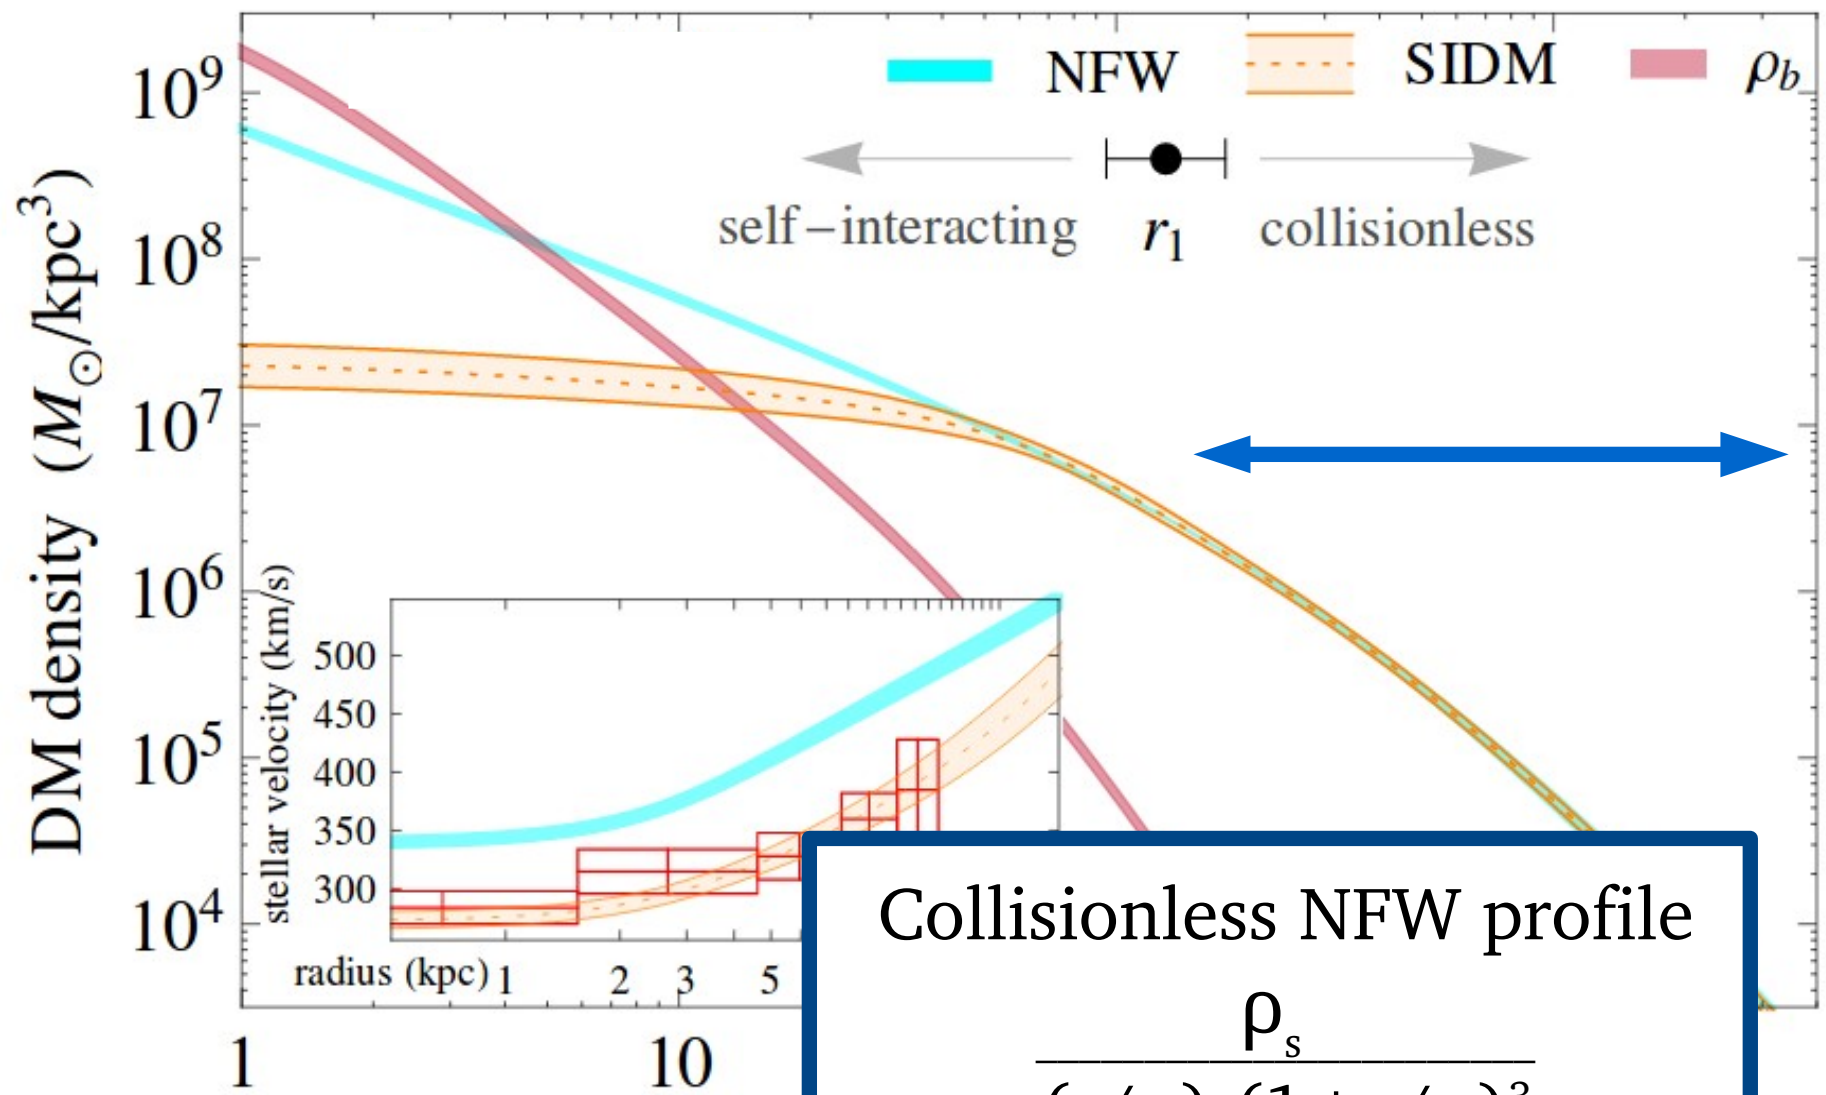 NFW
SIDM
ρb
self–interacting
r1
collisionless
DM density (M⊙/kpc³)
10⁹
10⁸
10⁷
10⁶
10⁵
10⁴
stellar velocity (km/s)
500
450
400
350
300
radius (kpc) 1 2 3 5
1 10
Collisionless NFW profile
ρs